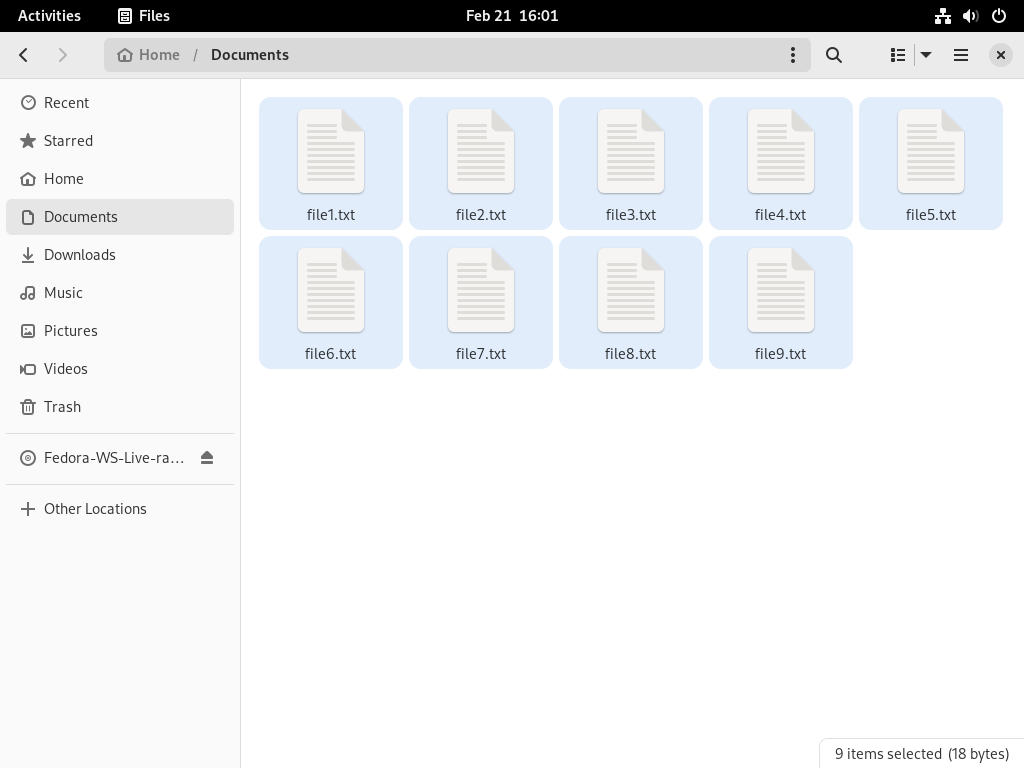 Activities Files Feb 21 16:01
Home / Documents
Recent
Starred
Home
Documents
Downloads
Music
Pictures
Videos
Trash
Fedora-WS-Live-ra…
Other Locations
file1.txt file2.txt file3.txt file4.txt file5.txt
file6.txt file7.txt file8.txt file9.txt
9 items selected (18 bytes)